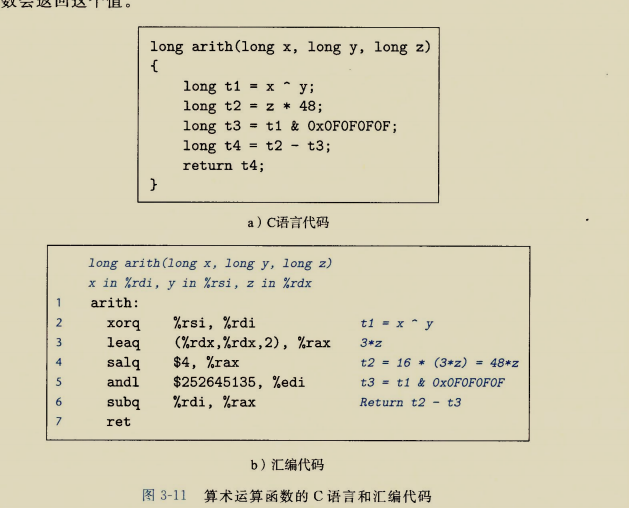 数会返回这个值。
long arith(long x, long y, long z)
{
    long t1 = x ^ y;
    long t2 = z * 48;
    long t3 = t1 & 0x0F0F0F0F;
    long t4 = t2 - t3;
    return t4;
}
a）C语言代码
long arith(long x, long y, long z)
x in %rdi, y in %rsi, z in %rdx
1 arith:
2 xorq %rsi, %rdi t1 = x ^ y
3 leaq (%rdx,%rdx,2), %rax 3*z
4 salq $4, %rax t2 = 16 * (3*z) = 48*z
5 andl $252645135, %edi t3 = t1 & 0x0F0F0F0F
6 subq %rdi, %rax Return t2 - t3
7 ret
b）汇编代码
图 3-11 算术运算函数的 C 语言和汇编代码